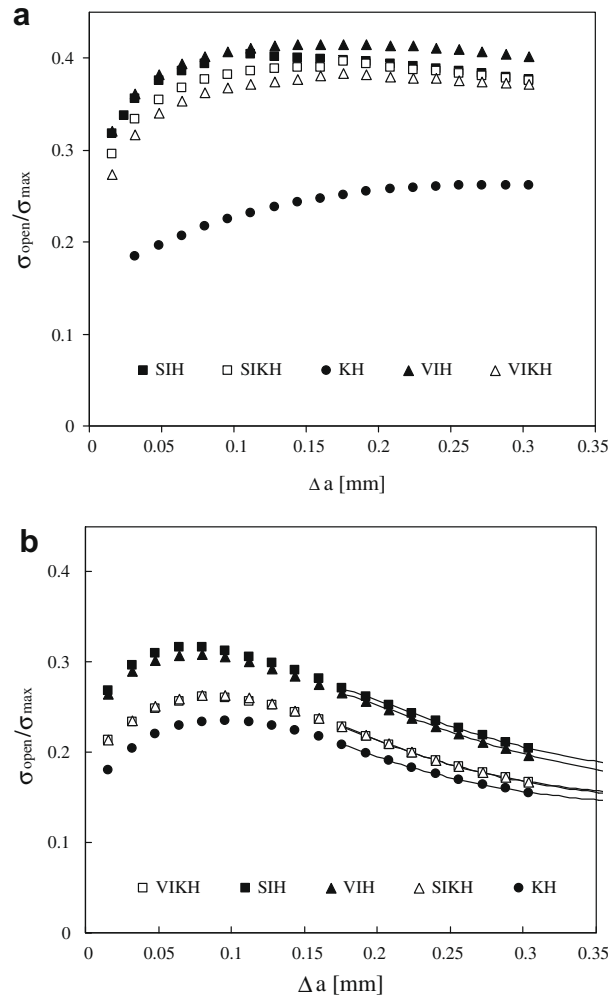 a
0.4
0.3
0.2
0.1
0
σopen/σmax
■ SIH □ SIKH ● KH ▲ VIH △ VIKH
0 0.05 0.1 0.15 0.2 0.25 0.3 0.35
Δ a [mm]
b
0.4
0.3
0.2
0.1
0
σopen/σmax
□ VIKH ■ SIH ▲ VIH △ SIKH ● KH
0 0.05 0.1 0.15 0.2 0.25 0.3 0.35
Δ a [mm]